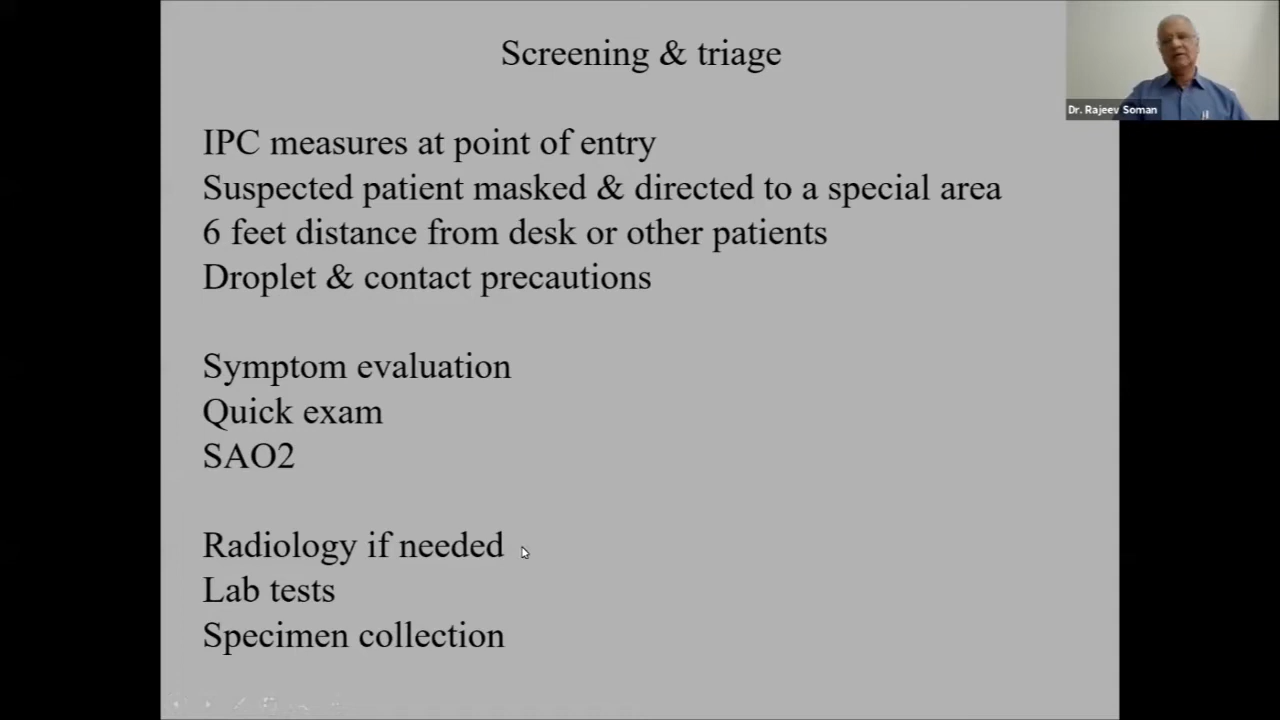 Screening & triage
Dr. Rajeev Soman
IPC measures at point of entry
Suspected patient masked & directed to a special area
6 feet distance from desk or other patients
Droplet & contact precautions
Symptom evaluation
Quick exam
SAO2
Radiology if needed
Lab tests
Specimen collection